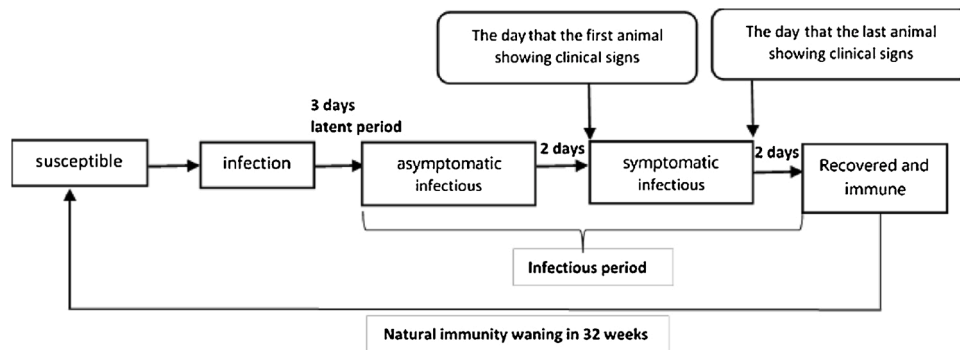 The day that the first animal
showing clinical signs
The day that the last animal
showing clinical signs
3 days
latent period
susceptible
infection
asymptomatic
infectious
2 days
symptomatic
infectious
2 days
Recovered and
immune
Infectious period
Natural immunity waning in 32 weeks